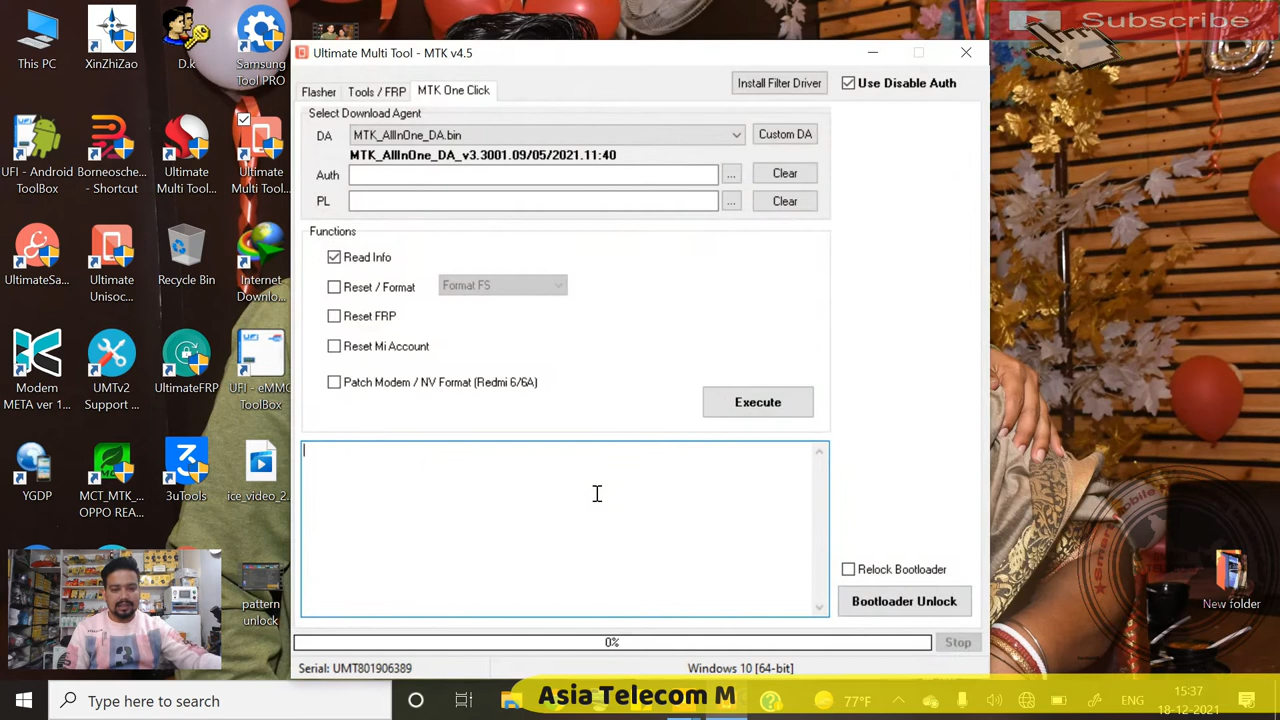 Subscribe
This PC
XinZhiZao
D.k
Samsung
Tool PRO
UFI - Android
ToolBox
Borneosche...
- Shortcut
Ultimate
Multi Tool...
Ultimate
Multi Tool...
UltimateSa...
Ultimate
Unisoc...
Recycle Bin
Internet
Downlo...
Modem
META ver 1...
UMTv2
Support ...
UltimateFRP
UFI - eMMC
ToolBox
YGDP
MCT_MTK_...
OPPO REA...
3uTools
ice_video_2...
pattern
unlock
New folder
Ultimate Multi Tool - MTK v4.5
Flasher
Tools / FRP
MTK One Click
Install Filter Driver
Use Disable Auth
Select Download Agent
DA
MTK_AllInOne_DA.bin
Custom DA
MTK_AllInOne_DA_v3.3001.09/05/2021.11:40
Auth
...
Clear
PL
...
Clear
Functions
Read Info
Reset / Format
Format FS
Reset FRP
Reset Mi Account
Patch Modem / NV Format (Redmi 6/6A)
Execute
Relock Bootloader
Bootloader Unlock
0%
Stop
Serial: UMT801906389
Windows 10 [64-bit]
Type here to search
Asia Telecom M
77°F
ENG
15:37
18-12-2021